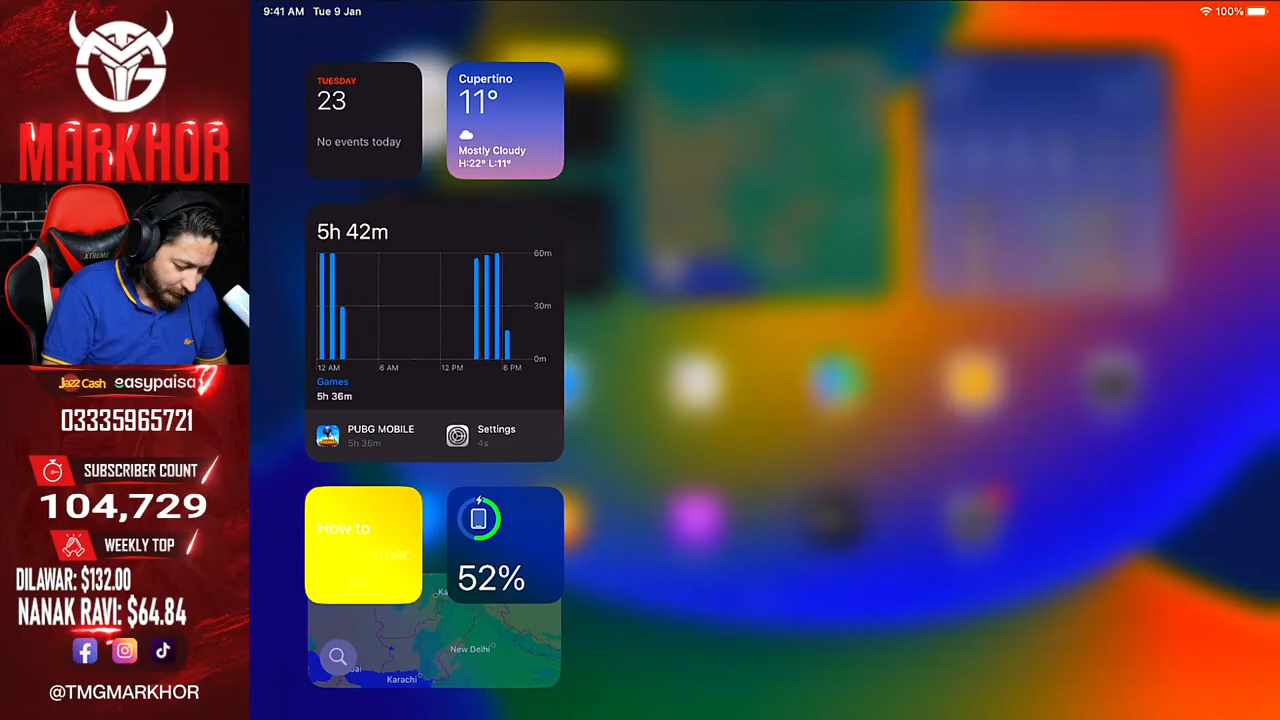 9:41 AM Tue 9 Jan
100%
MARKHOR
XTREME
Jazz Cash easypaisa
03335965721
SUBSCRIBER COUNT
104,729
WEEKLY TOP
DILAWAR: $132.00
NANAK RAVI: $64.84
@TMGMARKHOR
TUESDAY
23
No events today
Cupertino
11°
Mostly Cloudy
H:22° L:11°
5h 42m
60m
30m
0m
12 AM 6 AM 12 PM 6 PM
Games
5h 36m
PUBG MOBILE
5h 36m
Settings
4s
How to
52%
New Delhi
Karachi